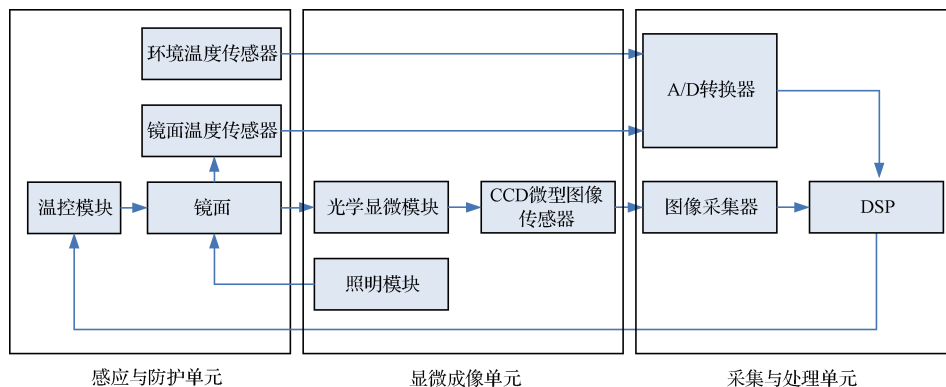 环境温度传感器
镜面温度传感器
温控模块
镜面
感应与防护单元
光学显微模块
CCD微型图像
传感器
照明模块
显微成像单元
A/D转换器
图像采集器
DSP
采集与处理单元